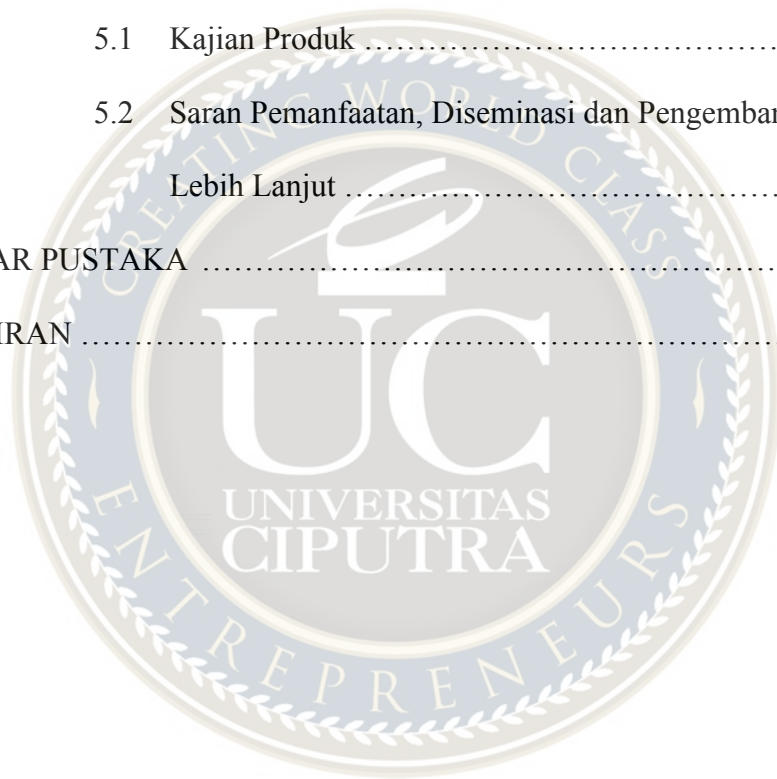 5.1 Kajian Produk ……………………………………
5.2 Saran Pemanfaatan, Diseminasi dan Pengemba
Lebih Lanjut ……………………………………
AR PUSTAKA ……………………………………………………
IRAN ……………………………………………………………
CREATING WORLD CLASS
UC
UNIVERSITAS
CIPUTRA
ENTREPRENEURS